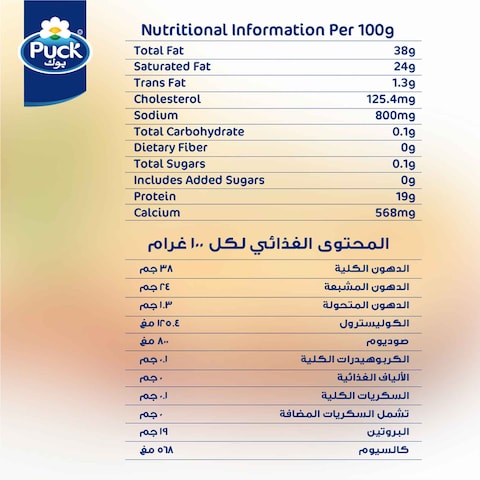 Puck
بوك
Nutritional Information Per 100g
Total Fat 38g
Saturated Fat 24g
Trans Fat 1.3g
Cholesterol 125.4mg
Sodium 800mg
Total Carbohydrate 0.1g
Dietary Fiber 0g
Total Sugars 0.1g
Includes Added Sugars 0g
Protein 19g
Calcium 568mg
المحتوى الغذائي لكل ١٠٠ غرام
الدهون الكلية ٣٨ جم
الدهون المشبعة ٢٤ جم
الدهون المتحولة ١.٣ جم
الكوليسترول ١٢٥.٤ مغ
صوديوم ٨٠٠ مغ
الكربوهيدرات الكلية ٠.١ جم
الألياف الغذائية ٠ جم
السكريات الكلية ٠.١ جم
تشمل السكريات المضافة ٠ جم
البروتين ١٩ جم
كالسيوم ٥٦٨ مغ